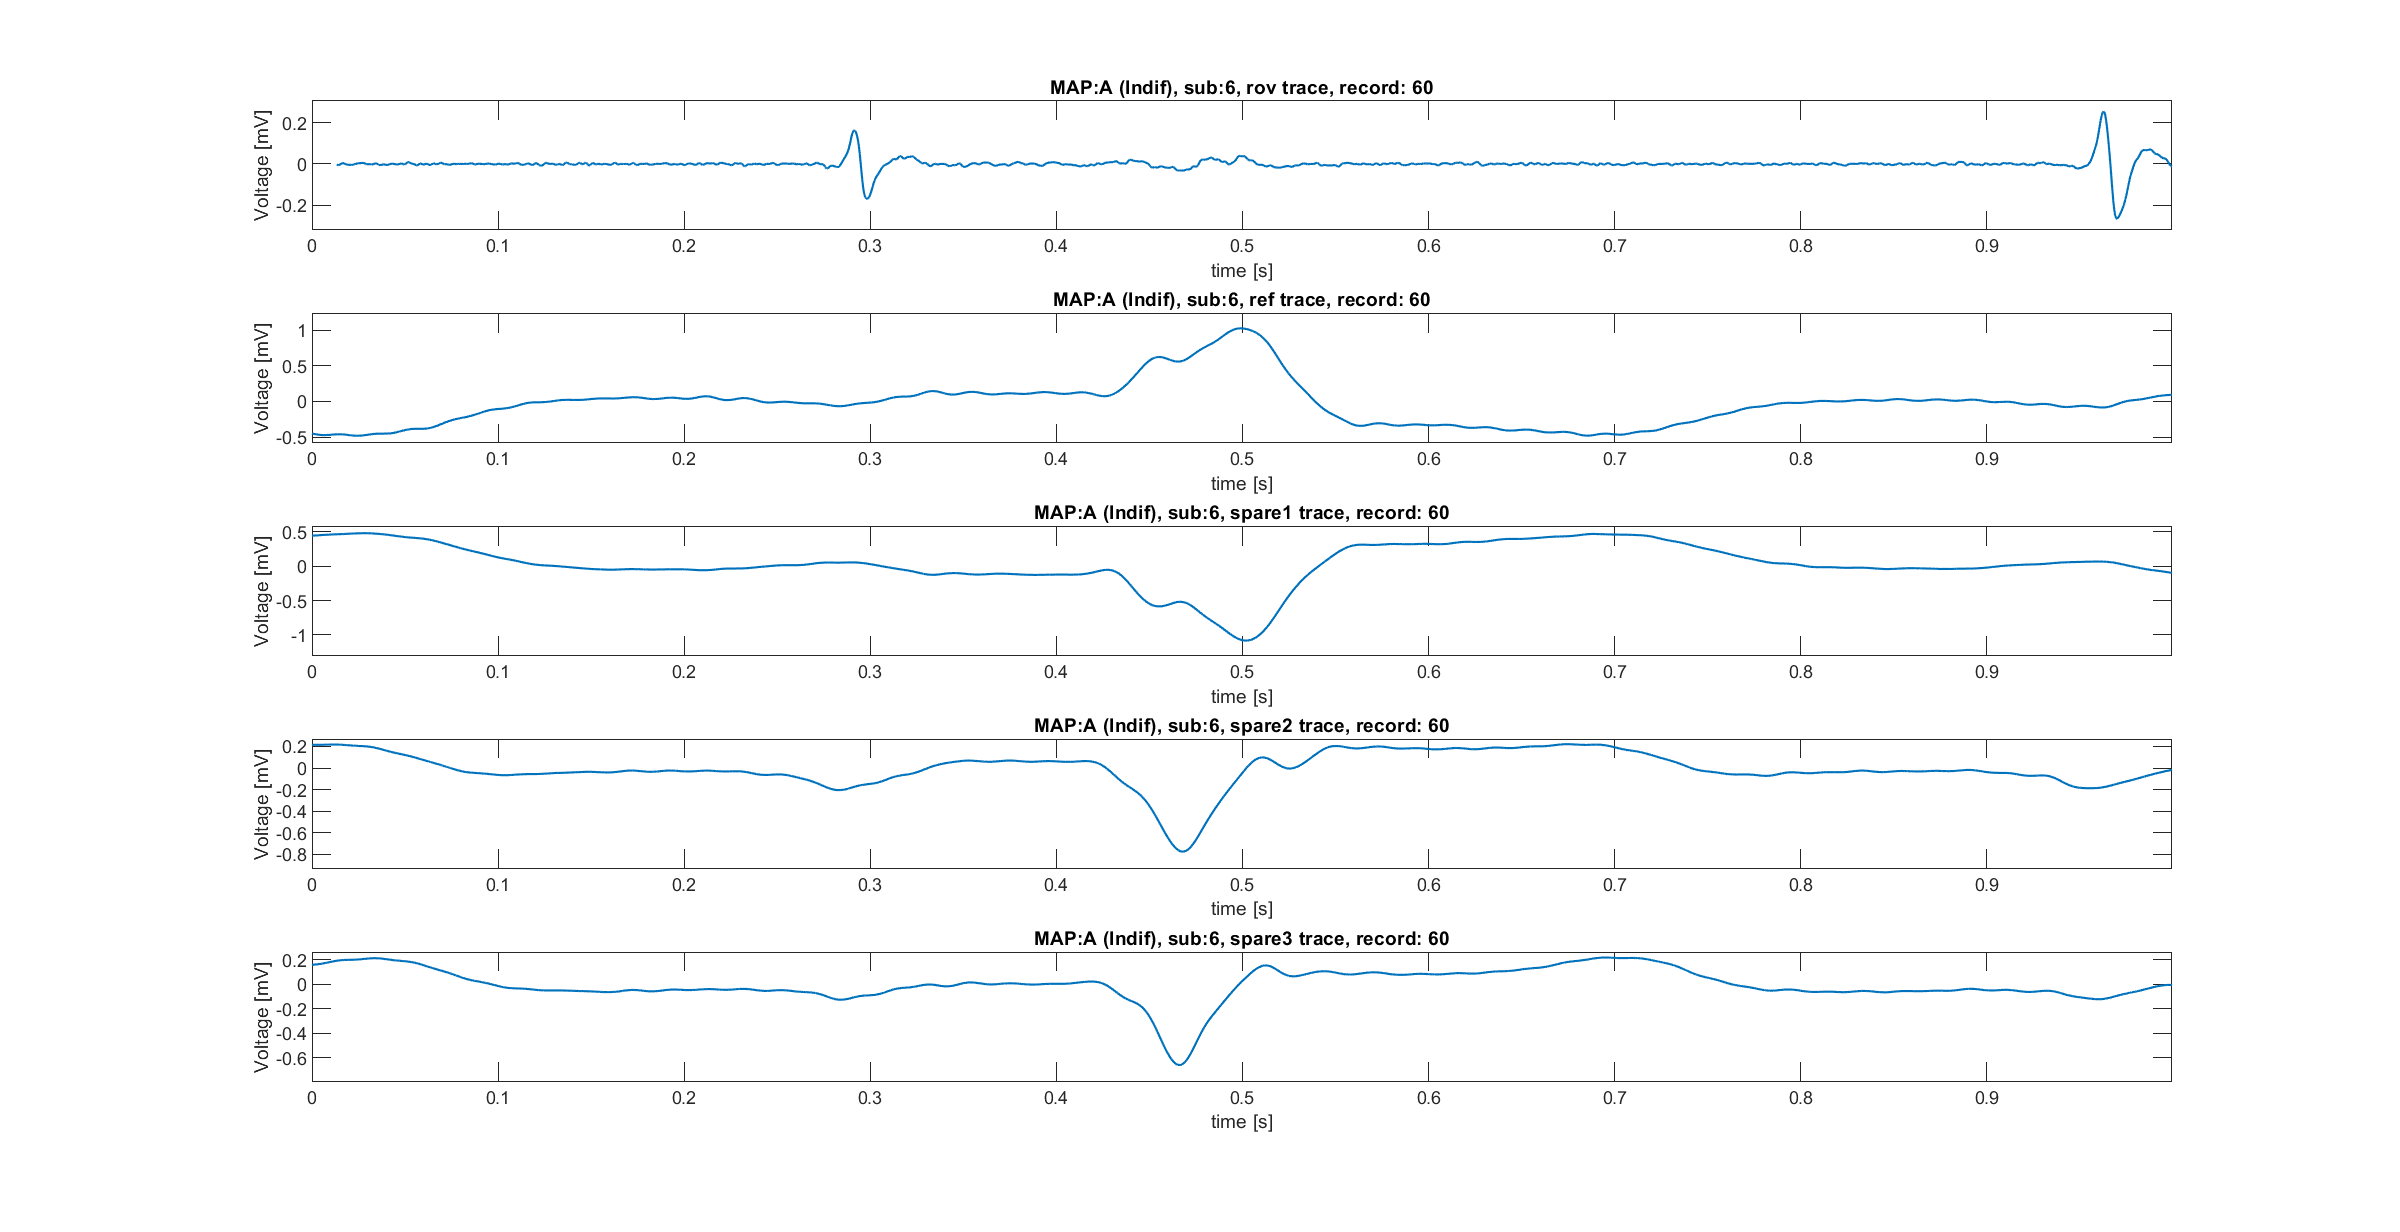 MAP:A (Indif), sub:6, rov trace, record: 60
Voltage [mV]
0.2
0
-0.2
0 0.1 0.2 0.3 0.4 0.5 0.6 0.7 0.8 0.9
time [s]
MAP:A (Indif), sub:6, ref trace, record: 60
Voltage [mV]
1
0.5
0
-0.5
0 0.1 0.2 0.3 0.4 0.5 0.6 0.7 0.8 0.9
time [s]
MAP:A (Indif), sub:6, spare1 trace, record: 60
Voltage [mV]
0.5
0
-0.5
-1
0 0.1 0.2 0.3 0.4 0.5 0.6 0.7 0.8 0.9
time [s]
MAP:A (Indif), sub:6, spare2 trace, record: 60
Voltage [mV]
0.2
0
-0.2
-0.4
-0.6
-0.8
0 0.1 0.2 0.3 0.4 0.5 0.6 0.7 0.8 0.9
time [s]
MAP:A (Indif), sub:6, spare3 trace, record: 60
Voltage [mV]
0.2
0
-0.2
-0.4
-0.6
0 0.1 0.2 0.3 0.4 0.5 0.6 0.7 0.8 0.9
time [s]